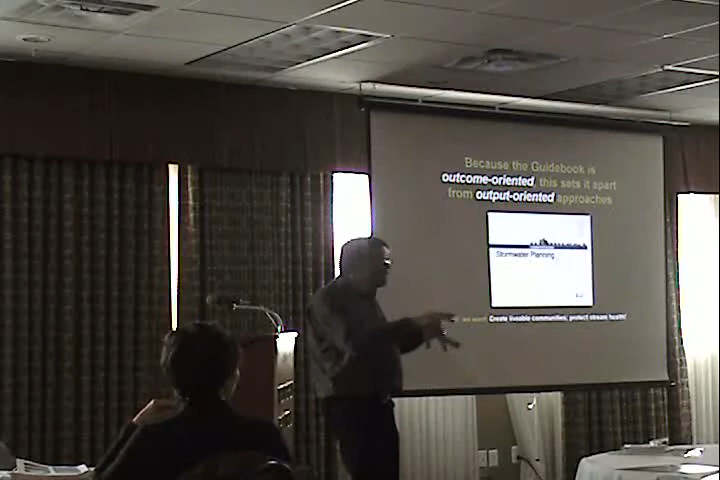 Because the Guidebook is
outcome-oriented, this sets it apart
from output-oriented approaches
Stormwater Planning
Create liveable communities, protect stream health!